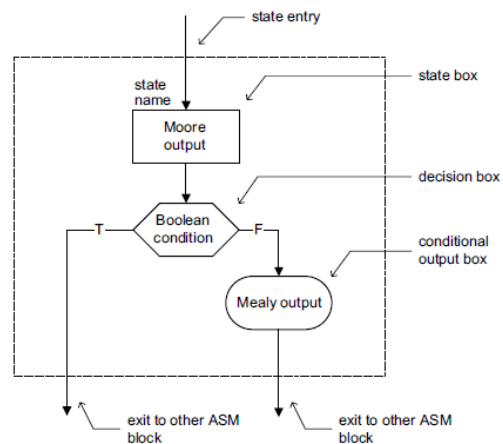 state entry
state box
state
name
Moore
output
decision box
T
Boolean
condition
F
conditional
output box
Mealy output
exit to other ASM
block
exit to other ASM
block